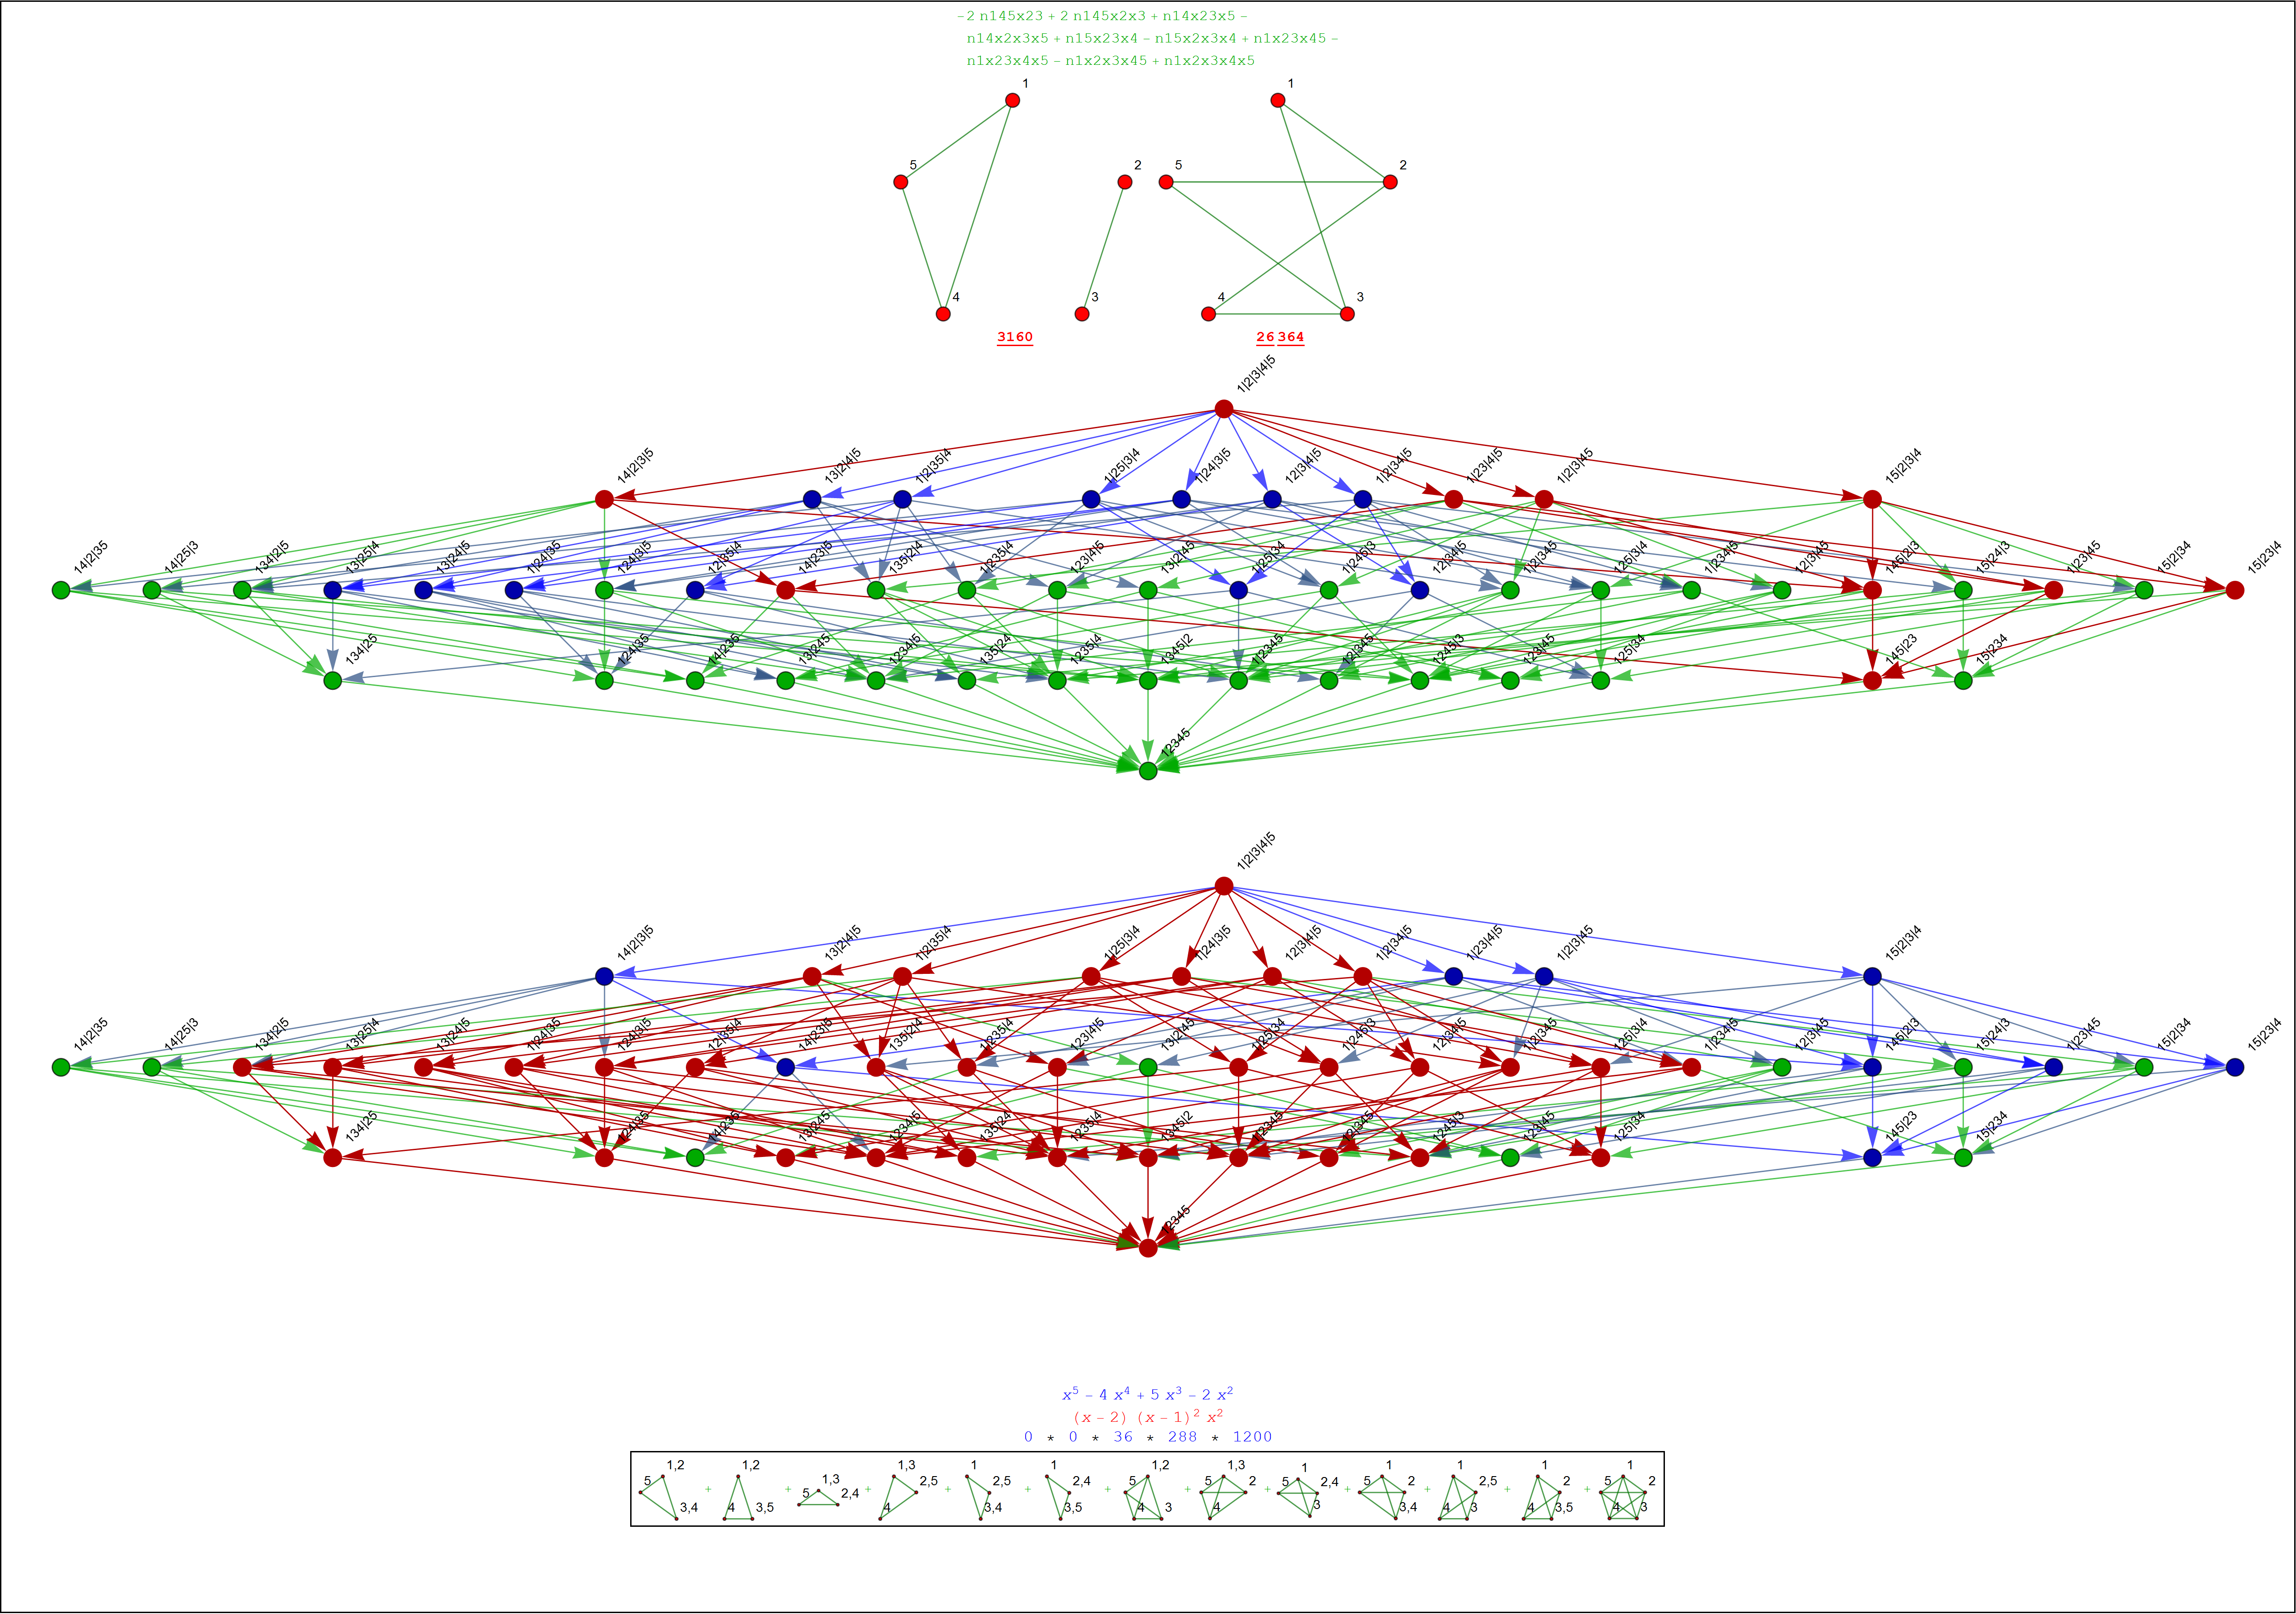 -2 n145x23 + 2 n145x2x3 + n14x23x5 -
n14x2x3x5 + n15x23x4 - n15x2x3x4 + n1x23x45 -
n1x23x4x5 - n1x2x3x45 + n1x2x3x4x5
1 1
5 2 5 2
4 3 4 3
3160 26 364
1|2|3|4|5
14|2|3|5 13|2|4|5 1|2|35|4 1|25|3|4 1|24|3|5 12|3|4|5 1|2|34|5 1|23|4|5 1|2|3|45 15|2|3|4
14|2|35 14|25|3 134|2|5 13|25|4 13|24|5 1|24|35 124|3|5 12|35|4 14|23|5 135|2|4 1|235|4 123|4|5 13|2|45 1|25|34 1|245|3 12|34|5 1|2|345 125|3|4 1|234|5 12|3|45 145|2|3 15|24|3 1|23|45 15|2|34 15|23|4
134|25 124|35 14|235 13|245 1234|5 135|24 1235|4 1345|2 1|2345 12|345 1245|3 123|45 125|34 145|23 15|234
12345
1|2|3|4|5
14|2|3|5 13|2|4|5 1|2|35|4 1|25|3|4 1|24|3|5 12|3|4|5 1|2|34|5 1|23|4|5 1|2|3|45 15|2|3|4
14|2|35 14|25|3 134|2|5 13|25|4 13|24|5 1|24|35 124|3|5 12|35|4 14|23|5 135|2|4 1|235|4 123|4|5 13|2|45 1|25|34 1|245|3 12|34|5 1|2|345 125|3|4 1|234|5 12|3|45 145|2|3 15|24|3 1|23|45 15|2|34 15|23|4
134|25 124|35 14|235 13|245 1234|5 135|24 1235|4 1345|2 1|2345 12|345 1245|3 123|45 125|34 145|23 15|234
12345
x⁵ - 4 x⁴ + 5 x³ - 2 x²
(x - 2) (x - 1)² x²
0 * 0 * 36 * 288 * 1200
1,2 1,2 1,3 1,3 1 1 1,2 1,3 1 1 1 1 1
5 5 2,4 2,5 2,5 2,4 5 5 2 5 2,4 5 2 2,5 2 5 2
3,4 + 4 3,5 + + 4 + 3,4 + 3,5 + 4 3 + 4 + 3 + 3,4 + 4 3 + 4 3,5 + 4 3